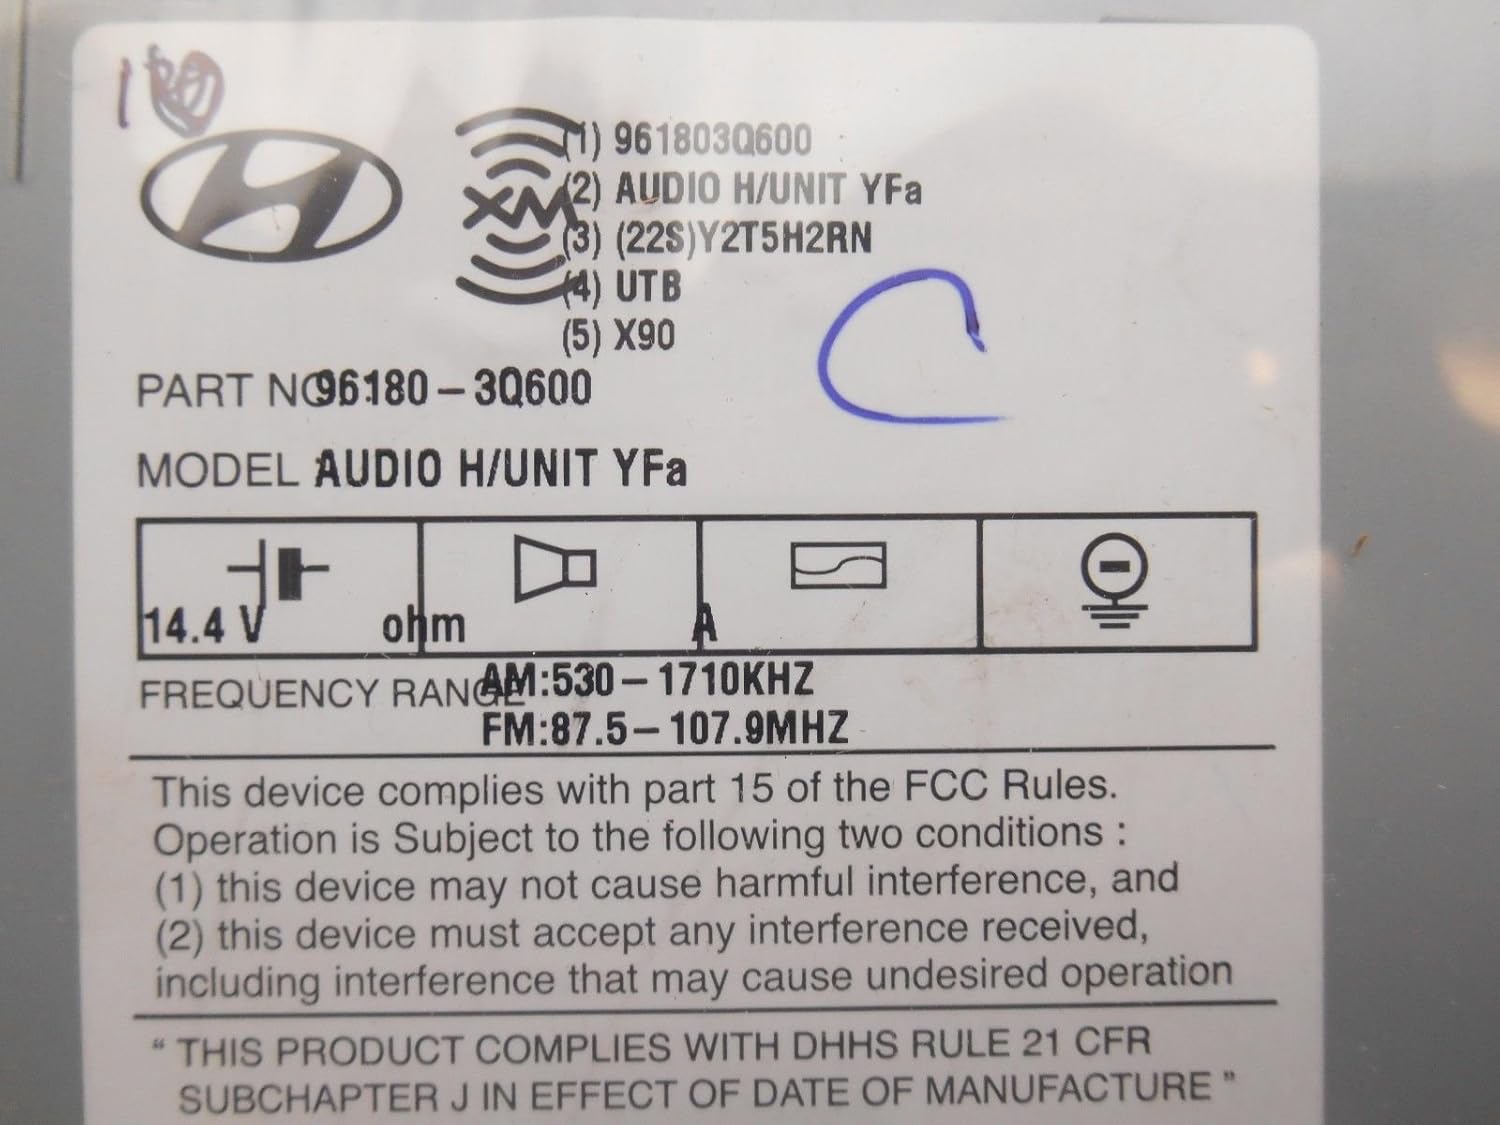 XM
(1) 961803Q600
(2) AUDIO H/UNIT YFa
(3) (22S)Y2T5H2RN
(4) UTB
(5) X90
C
PART NO. 96180-3Q600
MODEL AUDIO H/UNIT YFa
14.4 V ohm A
FREQUENCY RANGE AM:530-1710KHZ
FM:87.5-107.9MHZ
This device complies with part 15 of the FCC Rules.
Operation is Subject to the following two conditions :
(1) this device may not cause harmful interference, and
(2) this device must accept any interference received,
including interference that may cause undesired operation
“ THIS PRODUCT COMPLIES WITH DHHS RULE 21 CFR
SUBCHAPTER J IN EFFECT OF DATE OF MANUFACTURE ”